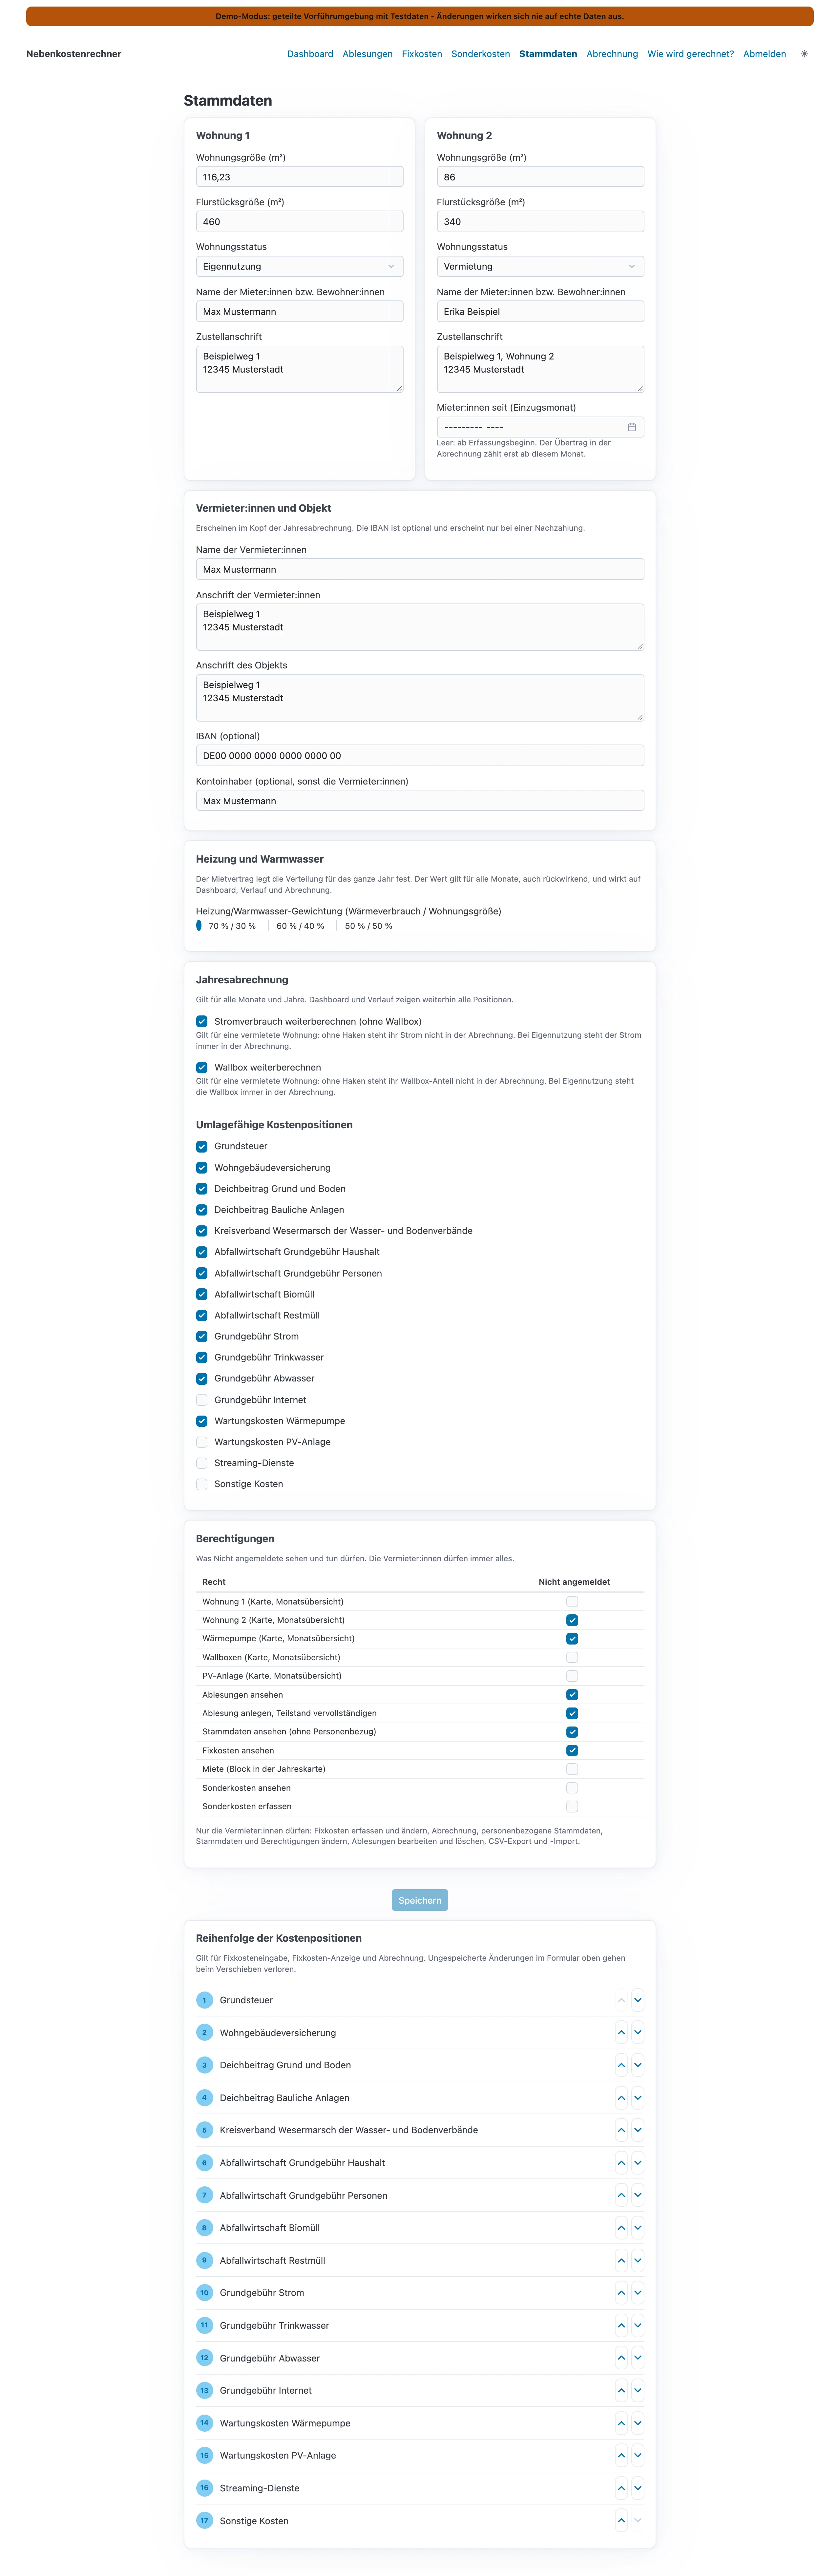 Demo-Modus: geteilte Vorführumgebung mit Testdaten - Änderungen wirken sich nie auf echte Daten aus.
Nebenkostenrechner
Dashboard Ablesungen Fixkosten Sonderkosten Stammdaten Abrechnung Wie wird gerechnet? Abmelden
Stammdaten
Wohnung 1
Wohnungsgröße (m²)
116,23
Flurstücksgröße (m²)
460
Wohnungsstatus
Eigennutzung
Name der Mieter:innen bzw. Bewohner:innen
Max Mustermann
Zustellanschrift
Beispielweg 1
12345 Musterstadt
Wohnung 2
Wohnungsgröße (m²)
86
Flurstücksgröße (m²)
340
Wohnungsstatus
Vermietung
Name der Mieter:innen bzw. Bewohner:innen
Erika Beispiel
Zustellanschrift
Beispielweg 1, Wohnung 2
12345 Musterstadt
Mieter:innen seit (Einzugsmonat)
--------- ----
Leer: ab Erfassungsbeginn. Der Übertrag in der
Abrechnung zählt erst ab diesem Monat.
Vermieter:innen und Objekt
Erscheinen im Kopf der Jahresabrechnung. Die IBAN ist optional und erscheint nur bei einer Nachzahlung.
Name der Vermieter:innen
Max Mustermann
Anschrift der Vermieter:innen
Beispielweg 1
12345 Musterstadt
Anschrift des Objekts
Beispielweg 1
12345 Musterstadt
IBAN (optional)
DE00 0000 0000 0000 0000 00
Kontoinhaber (optional, sonst die Vermieter:innen)
Max Mustermann
Heizung und Warmwasser
Der Mietvertrag legt die Verteilung für das ganze Jahr fest. Der Wert gilt für alle Monate, auch rückwirkend, und wirkt auf
Dashboard, Verlauf und Abrechnung.
Heizung/Warmwasser-Gewichtung (Wärmeverbrauch / Wohnungsgröße)
70 % / 30 % 60 % / 40 % 50 % / 50 %
Jahresabrechnung
Gilt für alle Monate und Jahre. Dashboard und Verlauf zeigen weiterhin alle Positionen.
Stromverbrauch weiterberechnen (ohne Wallbox)
Gilt für eine vermietete Wohnung: ohne Haken steht ihr Strom nicht in der Abrechnung. Bei Eigennutzung steht der Strom
immer in der Abrechnung.
Wallbox weiterberechnen
Gilt für eine vermietete Wohnung: ohne Haken steht ihr Wallbox-Anteil nicht in der Abrechnung. Bei Eigennutzung steht
die Wallbox immer in der Abrechnung.
Umlagefähige Kostenpositionen
Grundsteuer
Wohngebäudeversicherung
Deichbeitrag Grund und Boden
Deichbeitrag Bauliche Anlagen
Kreisverband Wesermarsch der Wasser- und Bodenverbände
Abfallwirtschaft Grundgebühr Haushalt
Abfallwirtschaft Grundgebühr Personen
Abfallwirtschaft Biomüll
Abfallwirtschaft Restmüll
Grundgebühr Strom
Grundgebühr Trinkwasser
Grundgebühr Abwasser
Grundgebühr Internet
Wartungskosten Wärmepumpe
Wartungskosten PV-Anlage
Streaming-Dienste
Sonstige Kosten
Berechtigungen
Was Nicht angemeldete sehen und tun dürfen. Die Vermieter:innen dürfen immer alles.
Recht Nicht angemeldet
Wohnung 1 (Karte, Monatsübersicht)
Wohnung 2 (Karte, Monatsübersicht)
Wärmepumpe (Karte, Monatsübersicht)
Wallboxen (Karte, Monatsübersicht)
PV-Anlage (Karte, Monatsübersicht)
Ablesungen ansehen
Ablesung anlegen, Teilstand vervollständigen
Stammdaten ansehen (ohne Personenbezug)
Fixkosten ansehen
Miete (Block in der Jahreskarte)
Sonderkosten ansehen
Sonderkosten erfassen
Nur die Vermieter:innen dürfen: Fixkosten erfassen und ändern, Abrechnung, personenbezogene Stammdaten,
Stammdaten und Berechtigungen ändern, Ablesungen bearbeiten und löschen, CSV-Export und -Import.
Speichern
Reihenfolge der Kostenpositionen
Gilt für Fixkosteneingabe, Fixkosten-Anzeige und Abrechnung. Ungespeicherte Änderungen im Formular oben gehen
beim Verschieben verloren.
1 Grundsteuer
2 Wohngebäudeversicherung
3 Deichbeitrag Grund und Boden
4 Deichbeitrag Bauliche Anlagen
5 Kreisverband Wesermarsch der Wasser- und Bodenverbände
6 Abfallwirtschaft Grundgebühr Haushalt
7 Abfallwirtschaft Grundgebühr Personen
8 Abfallwirtschaft Biomüll
9 Abfallwirtschaft Restmüll
10 Grundgebühr Strom
11 Grundgebühr Trinkwasser
12 Grundgebühr Abwasser
13 Grundgebühr Internet
14 Wartungskosten Wärmepumpe
15 Wartungskosten PV-Anlage
16 Streaming-Dienste
17 Sonstige Kosten